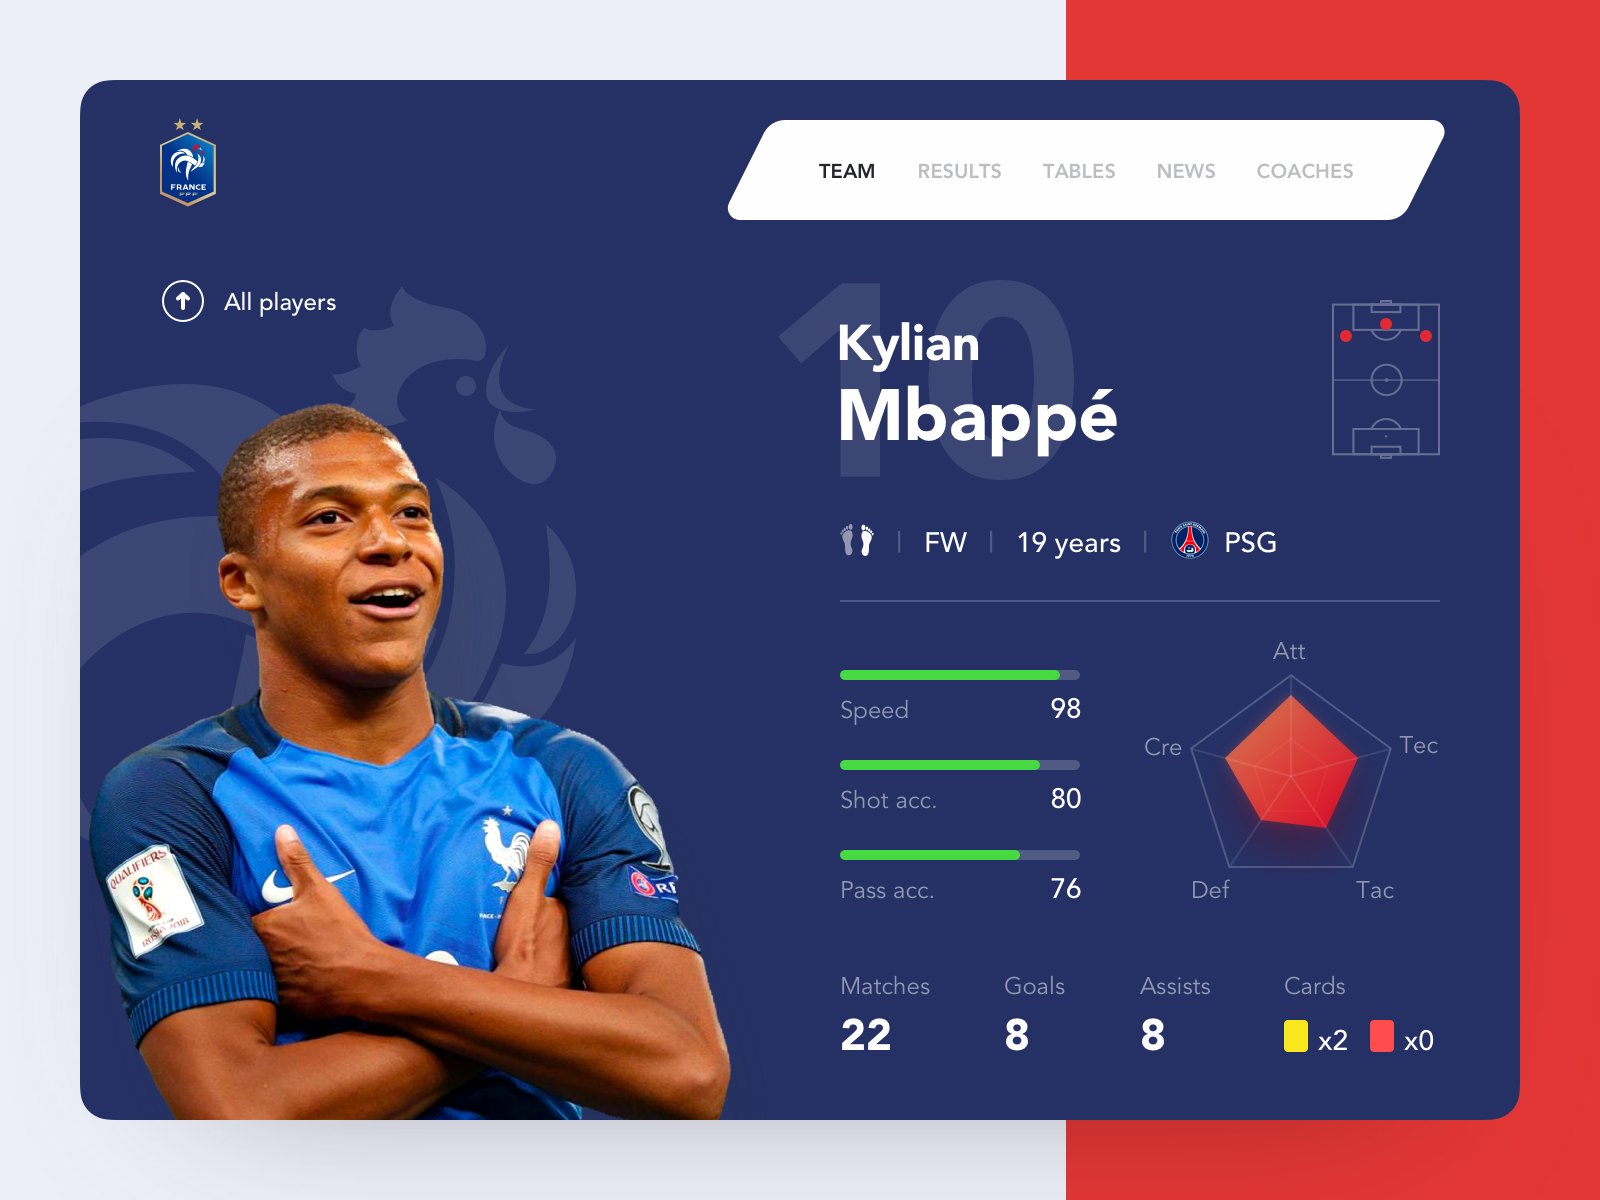 FRANCE
TEAM RESULTS TABLES NEWS COACHES
All players
10
Kylian
Mbappé
FW 19 years PSG
Speed 98
Shot acc. 80
Pass acc. 76
Att
Cre
Tec
Def
Tac
Matches
22
Goals
8
Assists
8
Cards
x2 x0
QUALIFIERS